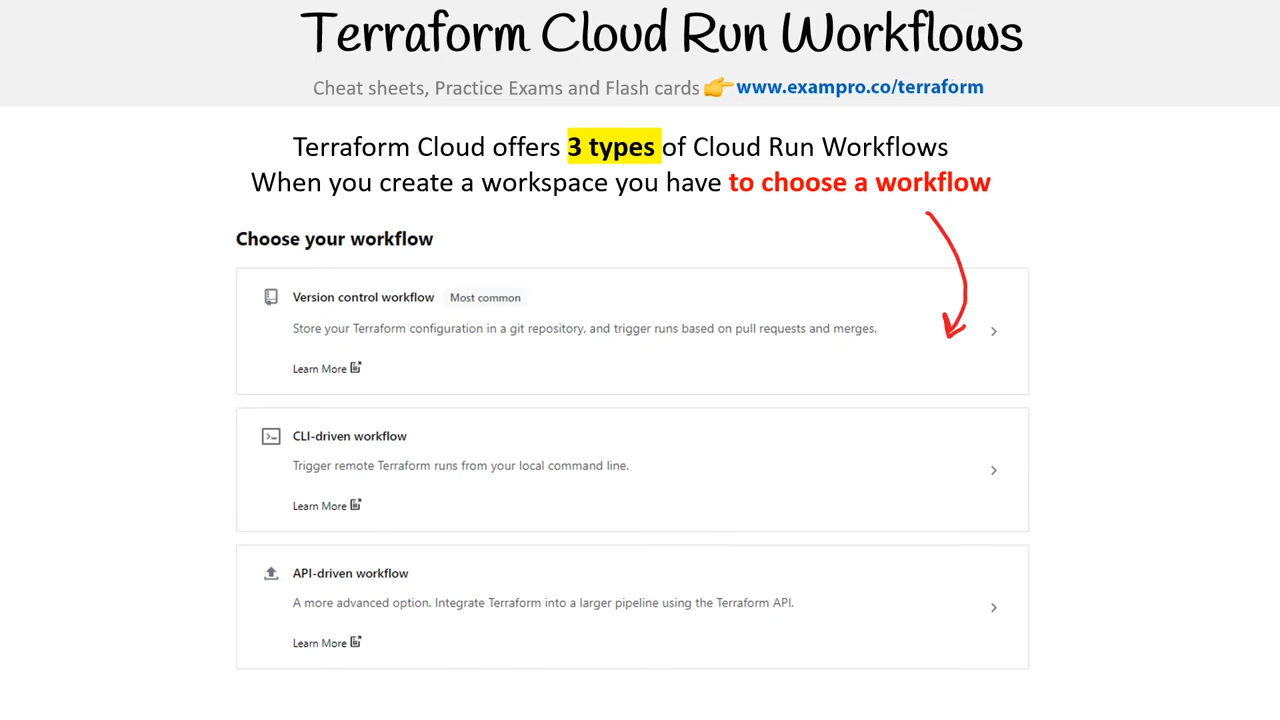 Terraform Cloud Run Workflows
Cheat sheets, Practice Exams and Flash cards 👉 www.exampro.co/terraform
Terraform Cloud offers 3 types of Cloud Run Workflows
When you create a workspace you have to choose a workflow
Choose your workflow
Version control workflow Most common
Store your Terraform configuration in a git repository, and trigger runs based on pull requests and merges.
Learn More
CLI-driven workflow
Trigger remote Terraform runs from your local command line.
Learn More
API-driven workflow
A more advanced option. Integrate Terraform into a larger pipeline using the Terraform API.
Learn More